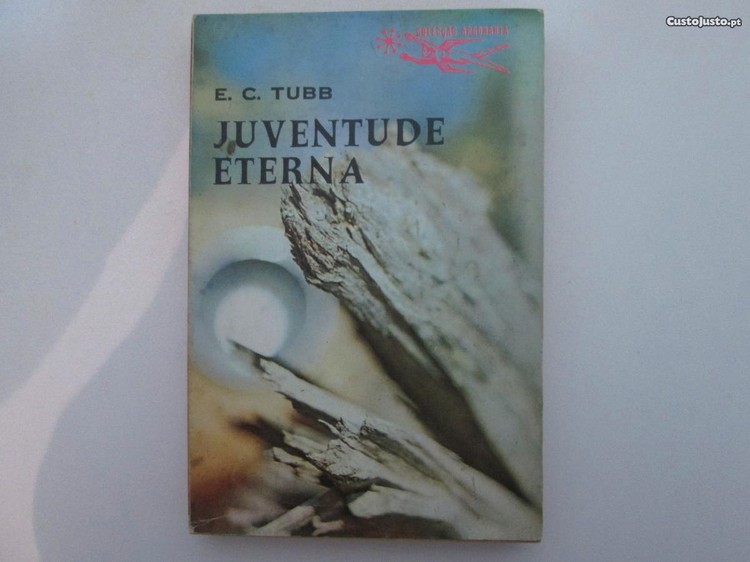 CustoJusto.pt
COLECÇÃO ARGONAUTA
E. C. TUBB
JUVENTUDE
ETERNA